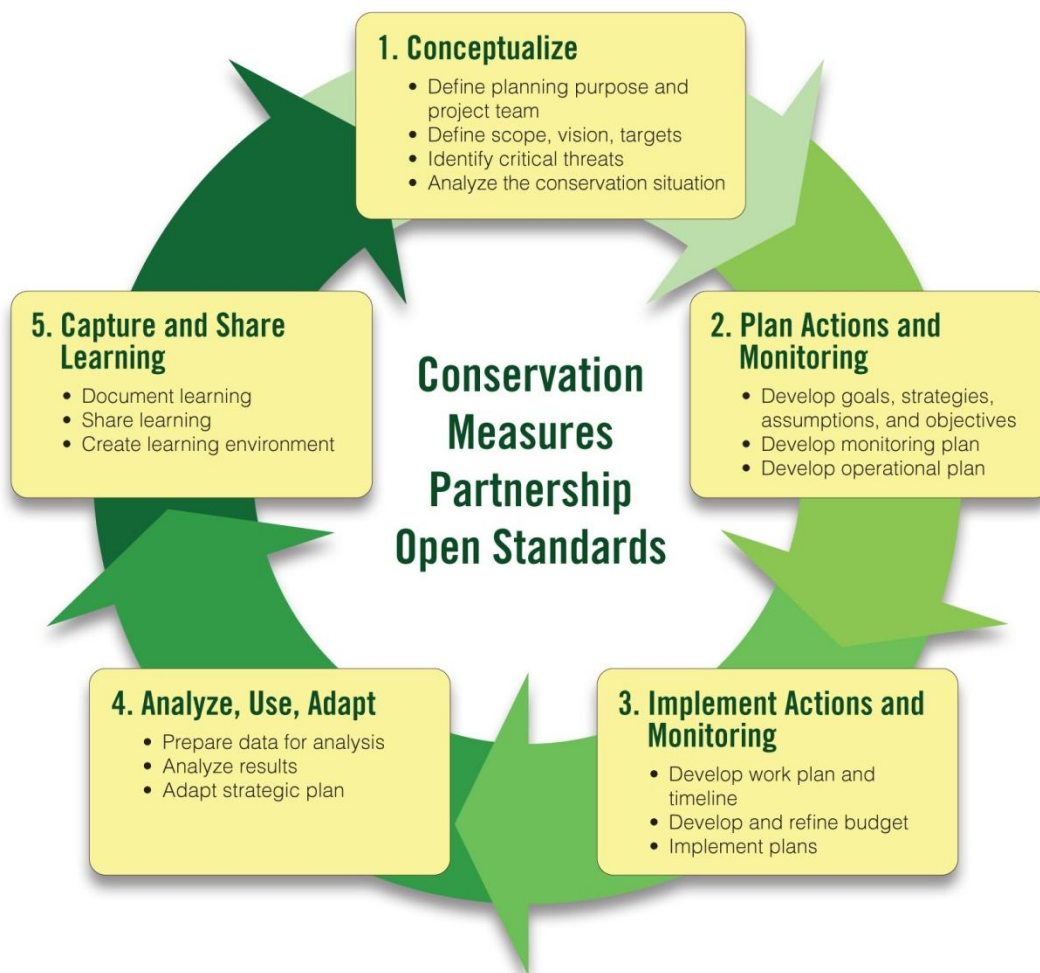 1. Conceptualize
• Define planning purpose and
project team
• Define scope, vision, targets
• Identify critical threats
• Analyze the conservation situation
2. Plan Actions and
Monitoring
• Develop goals, strategies,
assumptions, and objectives
• Develop monitoring plan
• Develop operational plan
3. Implement Actions and
Monitoring
• Develop work plan and
timeline
• Develop and refine budget
• Implement plans
4. Analyze, Use, Adapt
• Prepare data for analysis
• Analyze results
• Adapt strategic plan
5. Capture and Share
Learning
• Document learning
• Share learning
• Create learning environment
Conservation
Measures
Partnership
Open Standards